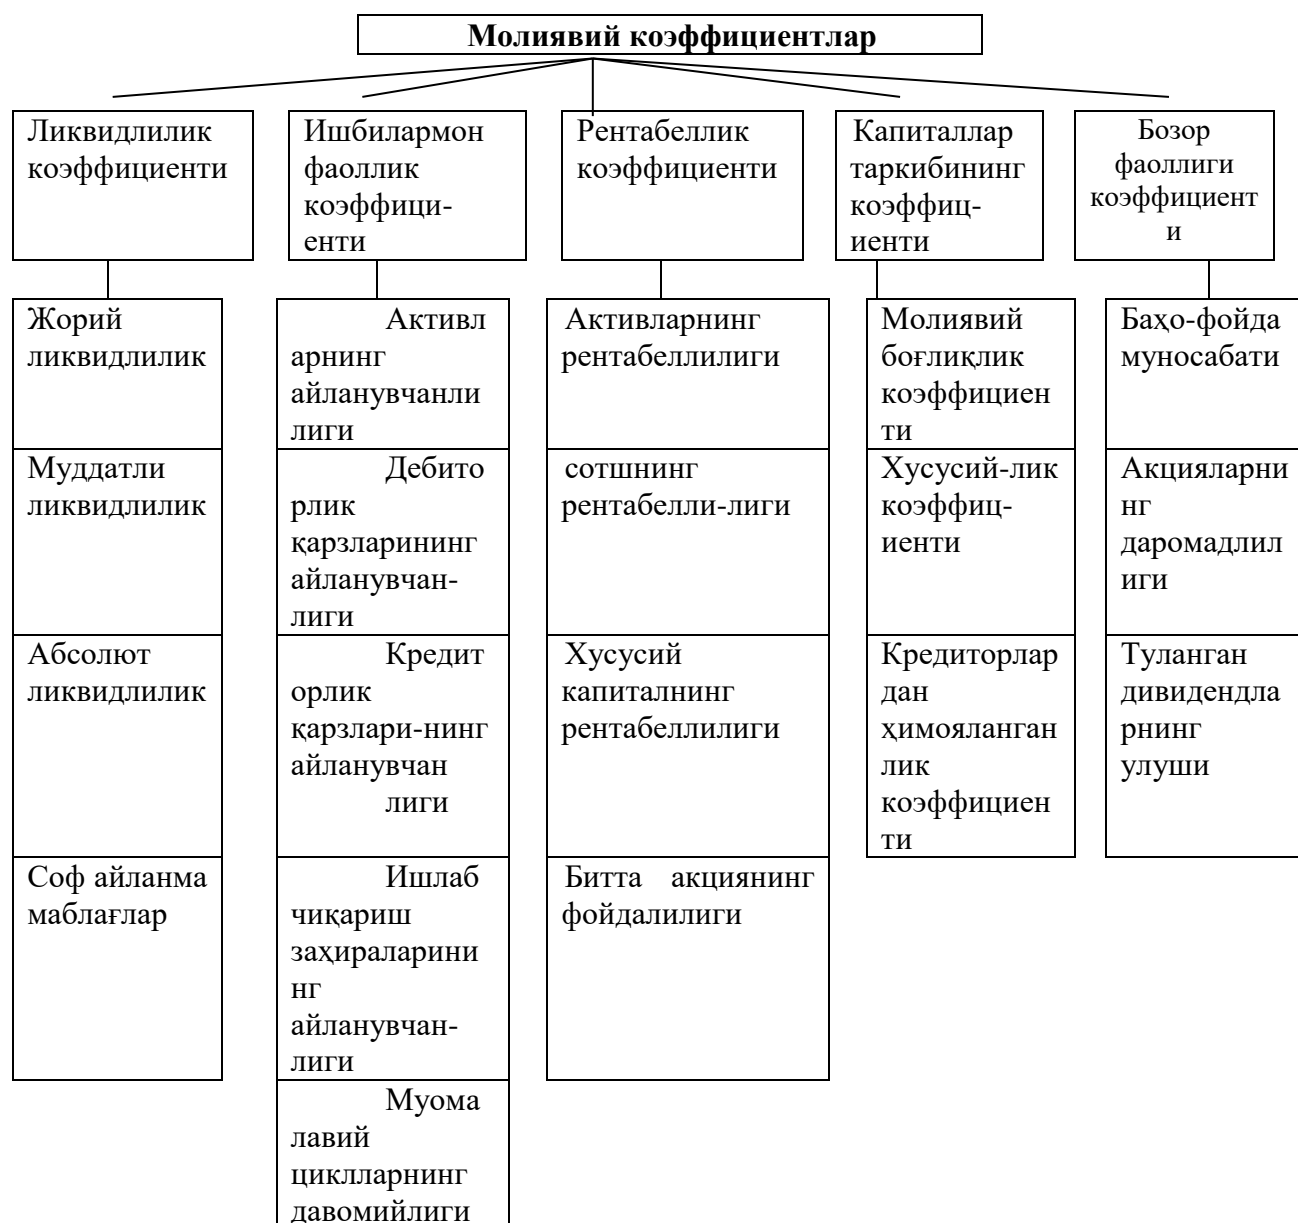 Молиявий коэффициентлар
Ликвидлилик
коэффициенти
Ишбилармон
фаоллик
коэффици-
енти
Рентабеллик
коэффициенти
Капиталлар
таркибининг
коэффиц-
иенти
Бозор
фаоллиги
коэффициент
и
Жорий
ликвидлилик
Муддатли
ликвидлилик
Абсолют
ликвидлилик
Соф айланма
маблағлар
Активл
арнинг
айланувчанли
лиги
Дебито
рлик
қарзларининг
айланувчан-
лиги
Кредит
орлик
қарзлари-нинг
айланувчан
лиги
Ишлаб
чиқариш
заҳираларини
нг
айланувчан-
лиги
Муома
лавий
циклларнинг
давомийлиги
Активларнинг
рентабеллилиги
сотшнинг
рентабелли-лиги
Хусусий
капиталнинг
рентабеллилиги
Битта акциянинг
фойдалилиги
Молиявий
боғлиқлик
коэффициен
ти
Хусусий-лик
коэффиц-
иенти
Кредиторлар
дан
ҳимояланган
лик
коэффициен
ти
Баҳо-фойда
муносабати
Акцияларни
нг
даромадлил
иги
Туланган
дивидендла
рнинг
улуши